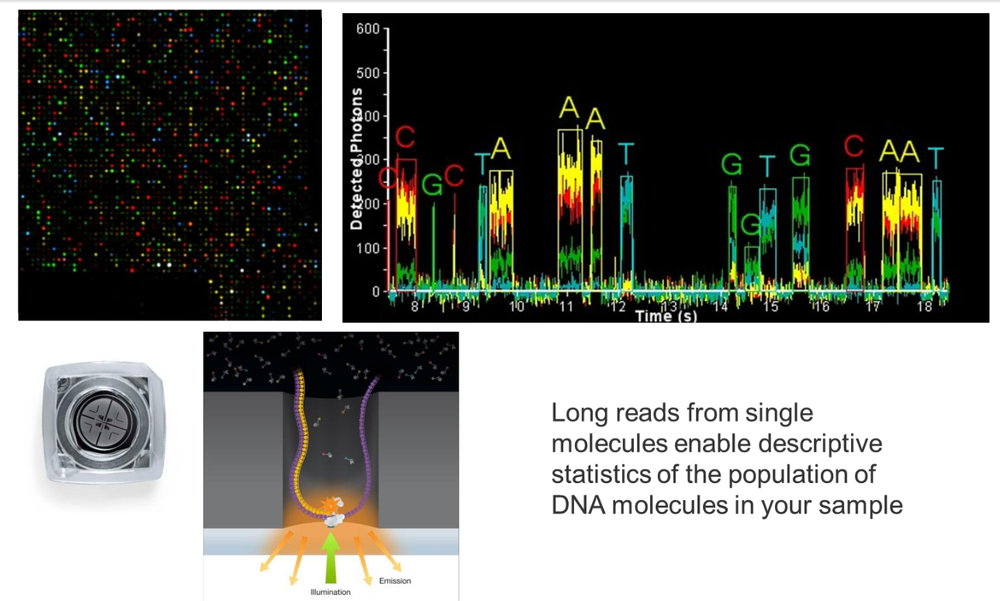 600
500
400
300
200
100
0
Detected Photons
C C G C T A A A T G G T G C A A T
8 9 10 11 12 13 14 15 16 17 18
Time (s)
Emission
Illumination
Long reads from single
molecules enable descriptive
statistics of the population of
DNA molecules in your sample